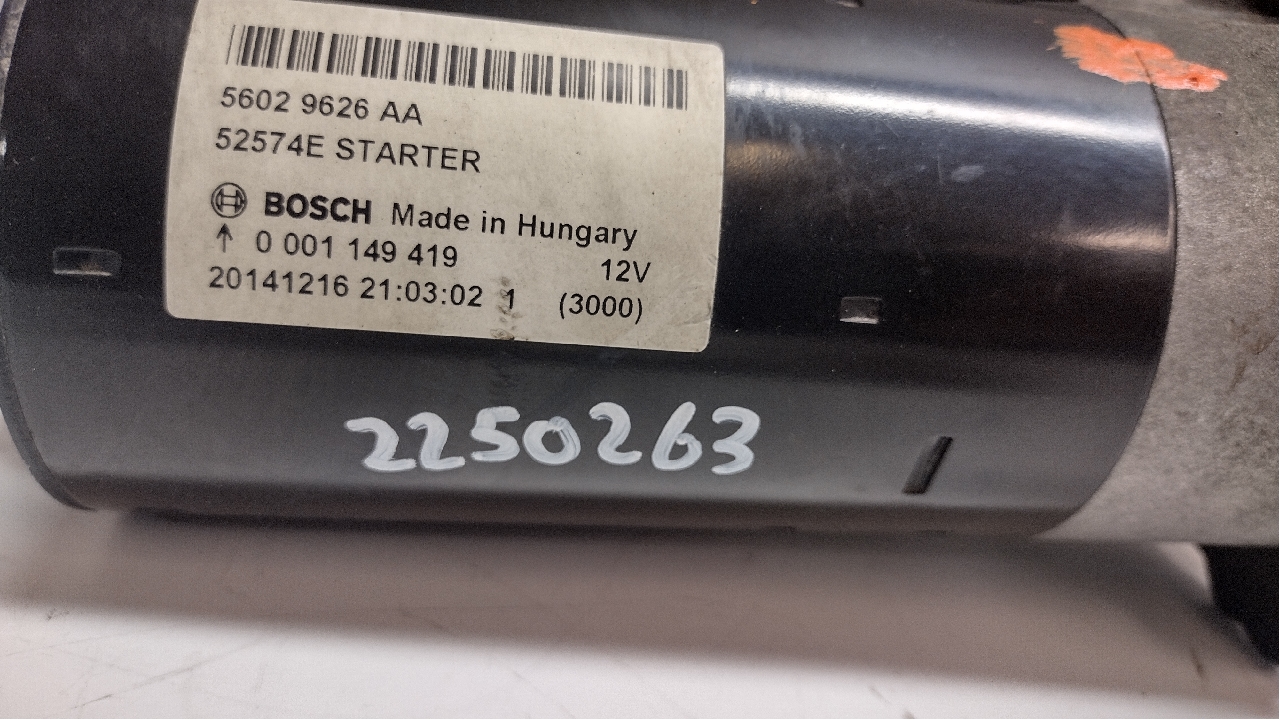 5602 9626 AA
52574E STARTER
BOSCH Made in Hungary
↑ 0 001 149 419 12V
20141216 21:03:02 1 (3000)
2250263